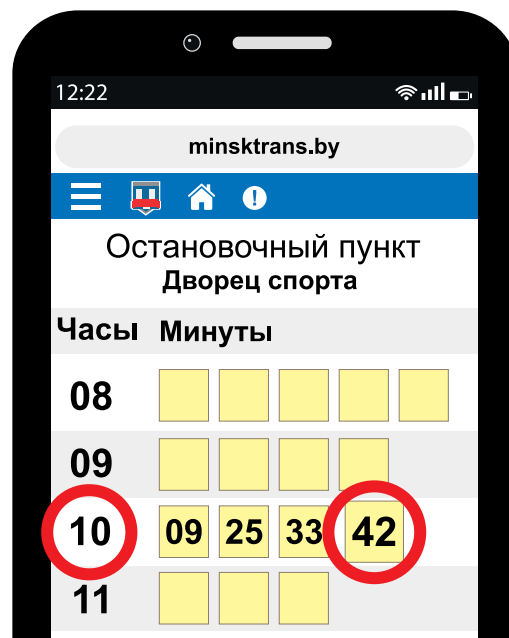 12:22
minsktrans.by
Остановочный пункт
Дворец спорта
Часы Минуты
08
09
10 09 25 33 42
11